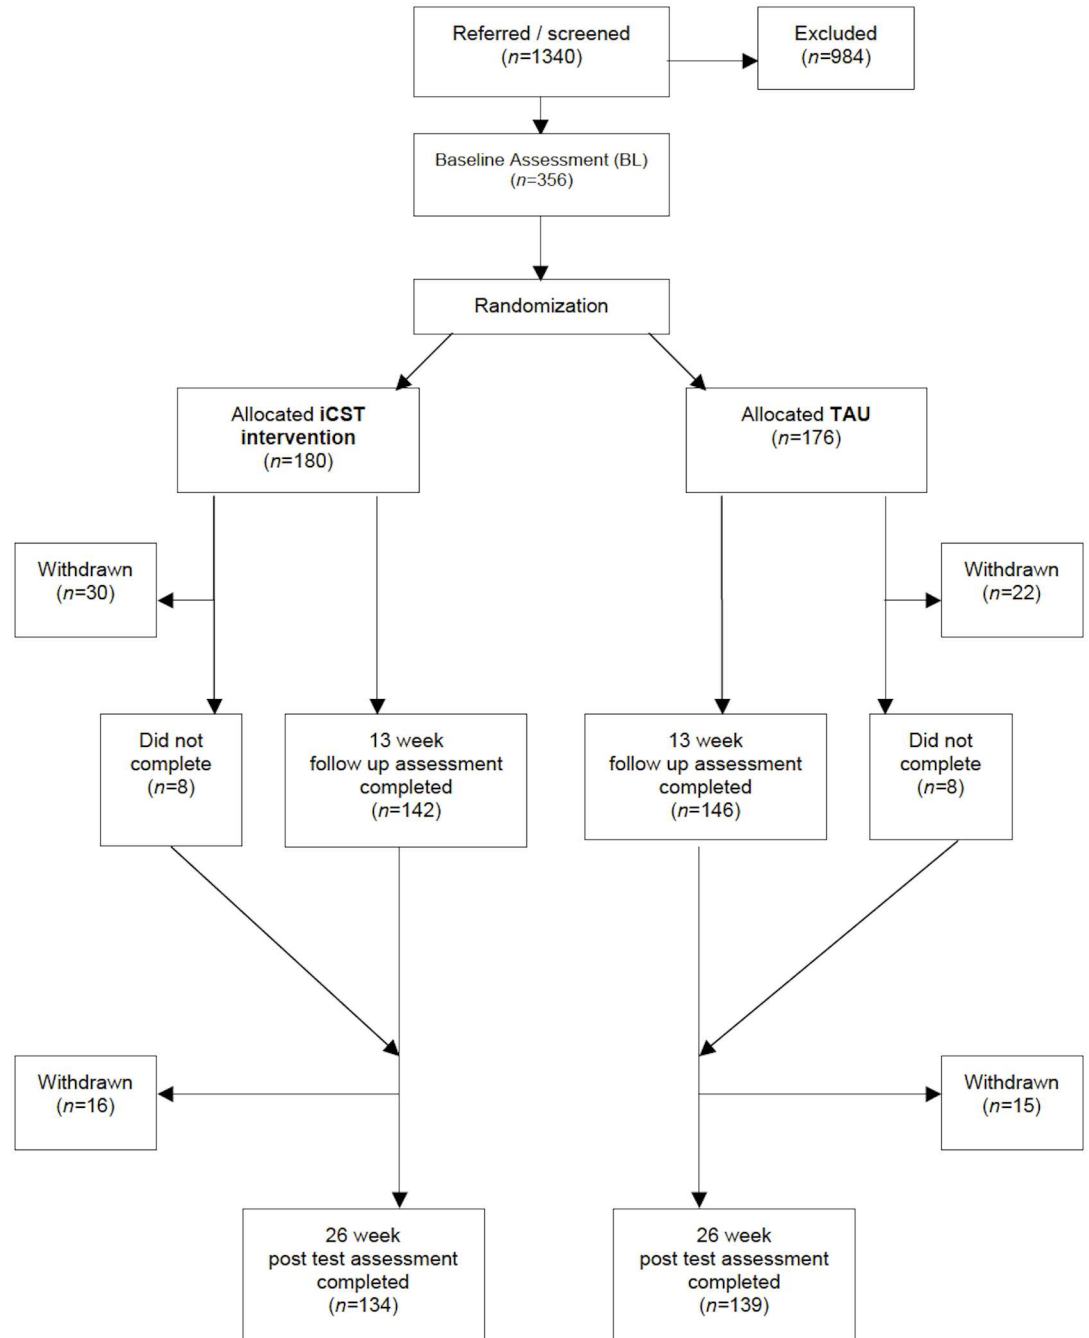 Referred / screened
(n=1340)
Excluded
(n=984)
Baseline Assessment (BL)
(n=356)
Randomization
Allocated iCST
intervention
(n=180)
Allocated TAU
(n=176)
Withdrawn
(n=30)
Withdrawn
(n=22)
Did not
complete
(n=8)
13 week
follow up assessment
completed
(n=142)
13 week
follow up assessment
completed
(n=146)
Did not
complete
(n=8)
Withdrawn
(n=16)
Withdrawn
(n=15)
26 week
post test assessment
completed
(n=134)
26 week
post test assessment
completed
(n=139)